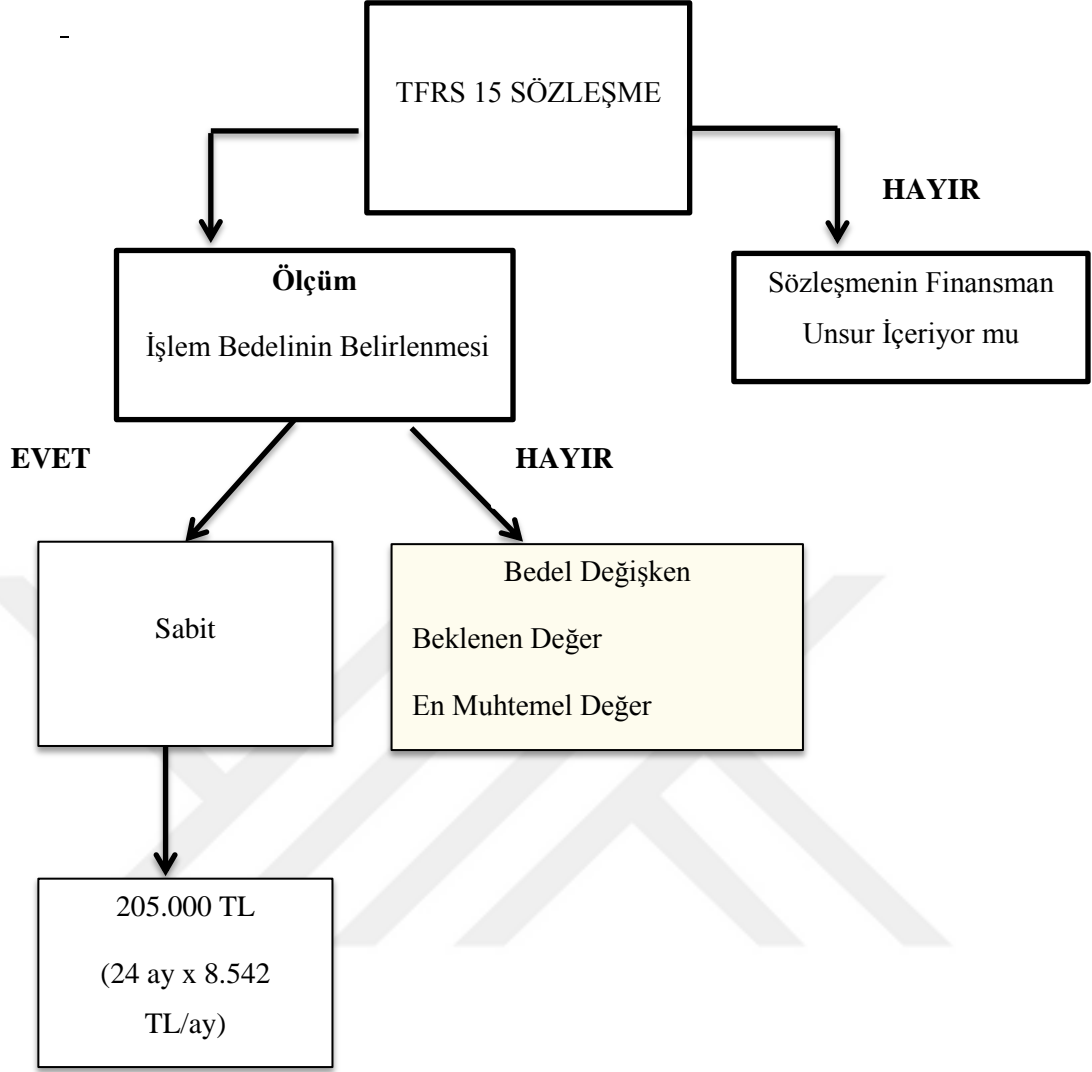 TFRS 15 SÖZLEŞME
HAYIR
Ölçüm
İşlem Bedelinin Belirlenmesi
Sözleşmenin Finansman
Unsur İçeriyor mu
EVET
HAYIR
Sabit
Bedel Değişken
Beklenen Değer
En Muhtemel Değer
205.000 TL
(24 ay x 8.542
TL/ay)